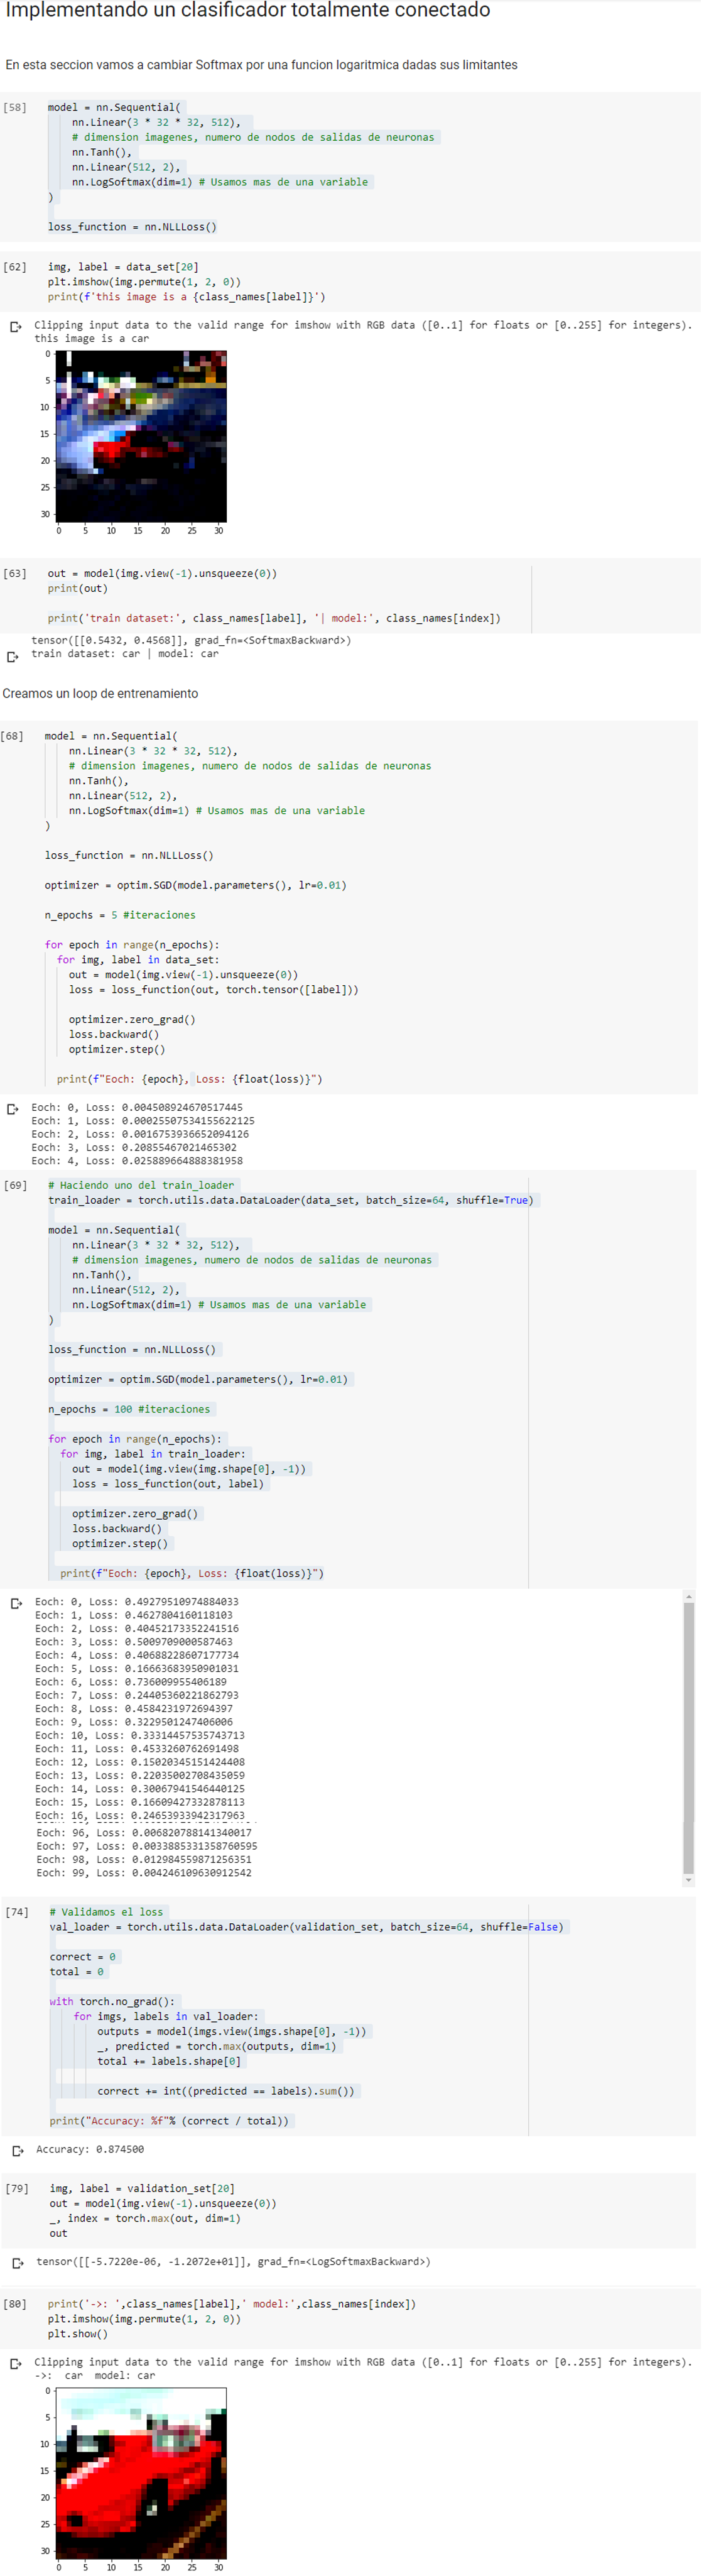 Implementando un clasificador totalmente conectado
En esta seccion vamos a cambiar Softmax por una funcion logaritmica dadas sus limitantes
[58] model = nn.Sequential(
nn.Linear(3 * 32 * 32, 512),
# dimension imagenes, numero de nodos de salidas de neuronas
nn.Tanh(),
nn.Linear(512, 2),
nn.LogSoftmax(dim=1) # Usamos mas de una variable
)
loss_function = nn.NLLLoss()
[62] img, label = data_set[20]
plt.imshow(img.permute(1, 2, 0))
print(f'this image is a {class_names[label]}')
Clipping input data to the valid range for imshow with RGB data ([0..1] for floats or [0..255] for integers).
this image is a car
0
5
10
15
20
25
30
0 5 10 15 20 25 30
[63] out = model(img.view(-1).unsqueeze(0))
print(out)
print('train dataset:', class_names[label], '| model:', class_names[index])
tensor([[0.5432, 0.4568]], grad_fn=<SoftmaxBackward>)
train dataset: car | model: car
Creamos un loop de entrenamiento
[68] model = nn.Sequential(
nn.Linear(3 * 32 * 32, 512),
# dimension imagenes, numero de nodos de salidas de neuronas
nn.Tanh(),
nn.Linear(512, 2),
nn.LogSoftmax(dim=1) # Usamos mas de una variable
)
loss_function = nn.NLLLoss()
optimizer = optim.SGD(model.parameters(), lr=0.01)
n_epochs = 5 #iteraciones
for epoch in range(n_epochs):
for img, label in data_set:
out = model(img.view(-1).unsqueeze(0))
loss = loss_function(out, torch.tensor([label]))
optimizer.zero_grad()
loss.backward()
optimizer.step()
print(f"Eoch: {epoch}, Loss: {float(loss)}")
Eoch: 0, Loss: 0.004508924670517445
Eoch: 1, Loss: 0.00025507534155622125
Eoch: 2, Loss: 0.0016753936652094126
Eoch: 3, Loss: 0.20855467021465302
Eoch: 4, Loss: 0.025889664888381958
[69] # Haciendo uno del train_loader
train_loader = torch.utils.data.DataLoader(data_set, batch_size=64, shuffle=True)
model = nn.Sequential(
nn.Linear(3 * 32 * 32, 512),
# dimension imagenes, numero de nodos de salidas de neuronas
nn.Tanh(),
nn.Linear(512, 2),
nn.LogSoftmax(dim=1) # Usamos mas de una variable
)
loss_function = nn.NLLLoss()
optimizer = optim.SGD(model.parameters(), lr=0.01)
n_epochs = 100 #iteraciones
for epoch in range(n_epochs):
for img, label in train_loader:
out = model(img.view(img.shape[0], -1))
loss = loss_function(out, label)
optimizer.zero_grad()
loss.backward()
optimizer.step()
print(f"Eoch: {epoch}, Loss: {float(loss)}")
Eoch: 0, Loss: 0.49279510974884033
Eoch: 1, Loss: 0.4627804160118103
Eoch: 2, Loss: 0.40452173352241516
Eoch: 3, Loss: 0.5009709000587463
Eoch: 4, Loss: 0.40688228607177734
Eoch: 5, Loss: 0.16663683950901031
Eoch: 6, Loss: 0.736009955406189
Eoch: 7, Loss: 0.24405360221862793
Eoch: 8, Loss: 0.4584231972694397
Eoch: 9, Loss: 0.3229501247406006
Eoch: 10, Loss: 0.33314457535743713
Eoch: 11, Loss: 0.4533260762691498
Eoch: 12, Loss: 0.15020345151424408
Eoch: 13, Loss: 0.22035002708435059
Eoch: 14, Loss: 0.30067941546440125
Eoch: 15, Loss: 0.16609427332878113
Eoch: 16, Loss: 0.24653933942317963
Eoch: 96, Loss: 0.006820788141340017
Eoch: 97, Loss: 0.0033885331358760595
Eoch: 98, Loss: 0.012984559871256351
Eoch: 99, Loss: 0.004246109630912542
[74] # Validamos el loss
val_loader = torch.utils.data.DataLoader(validation_set, batch_size=64, shuffle=False)
correct = 0
total = 0
with torch.no_grad():
for imgs, labels in val_loader:
outputs = model(imgs.view(imgs.shape[0], -1))
_, predicted = torch.max(outputs, dim=1)
total += labels.shape[0]
correct += int((predicted == labels).sum())
print("Accuracy: %f"% (correct / total))
Accuracy: 0.874500
[79] img, label = validation_set[20]
out = model(img.view(-1).unsqueeze(0))
_, index = torch.max(out, dim=1)
out
tensor([[-5.7220e-06, -1.2072e+01]], grad_fn=<LogSoftmaxBackward>)
[80] print('->: ',class_names[label],' model:',class_names[index])
plt.imshow(img.permute(1, 2, 0))
plt.show()
Clipping input data to the valid range for imshow with RGB data ([0..1] for floats or [0..255] for integers).
->:  car  model: car
0
5
10
15
20
25
30
0 5 10 15 20 25 30